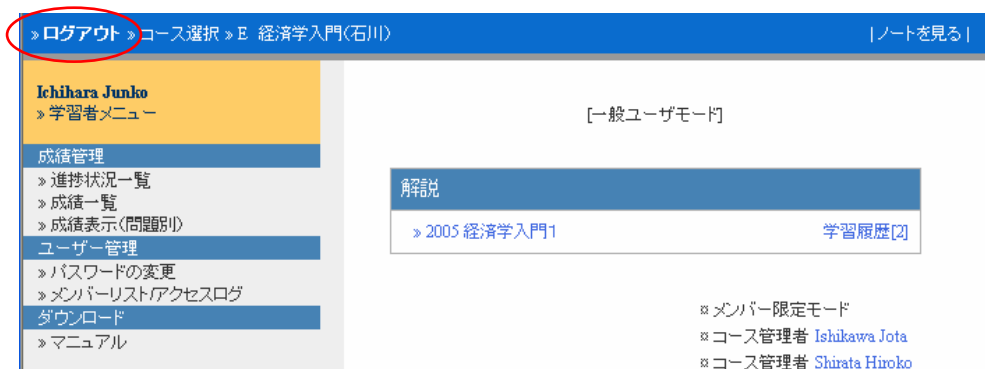 »ログアウト »コース選択 »E 経済学入門(石川) |ノートを見る|
Ichihara Junko
»学習者メニュー
[一般ユーザモード]
成績管理
»進捗状況一覧
»成績一覧
»成績表示(問題別)
ユーザー管理
»パスワードの変更
»メンバーリスト/アクセスログ
ダウンロード
»マニュアル
解説
»2005 経済学入門1 学習履歴[2]
¤メンバー限定モード
¤コース管理者 Ishikawa Jota
¤コース管理者 Shirata Hiroko